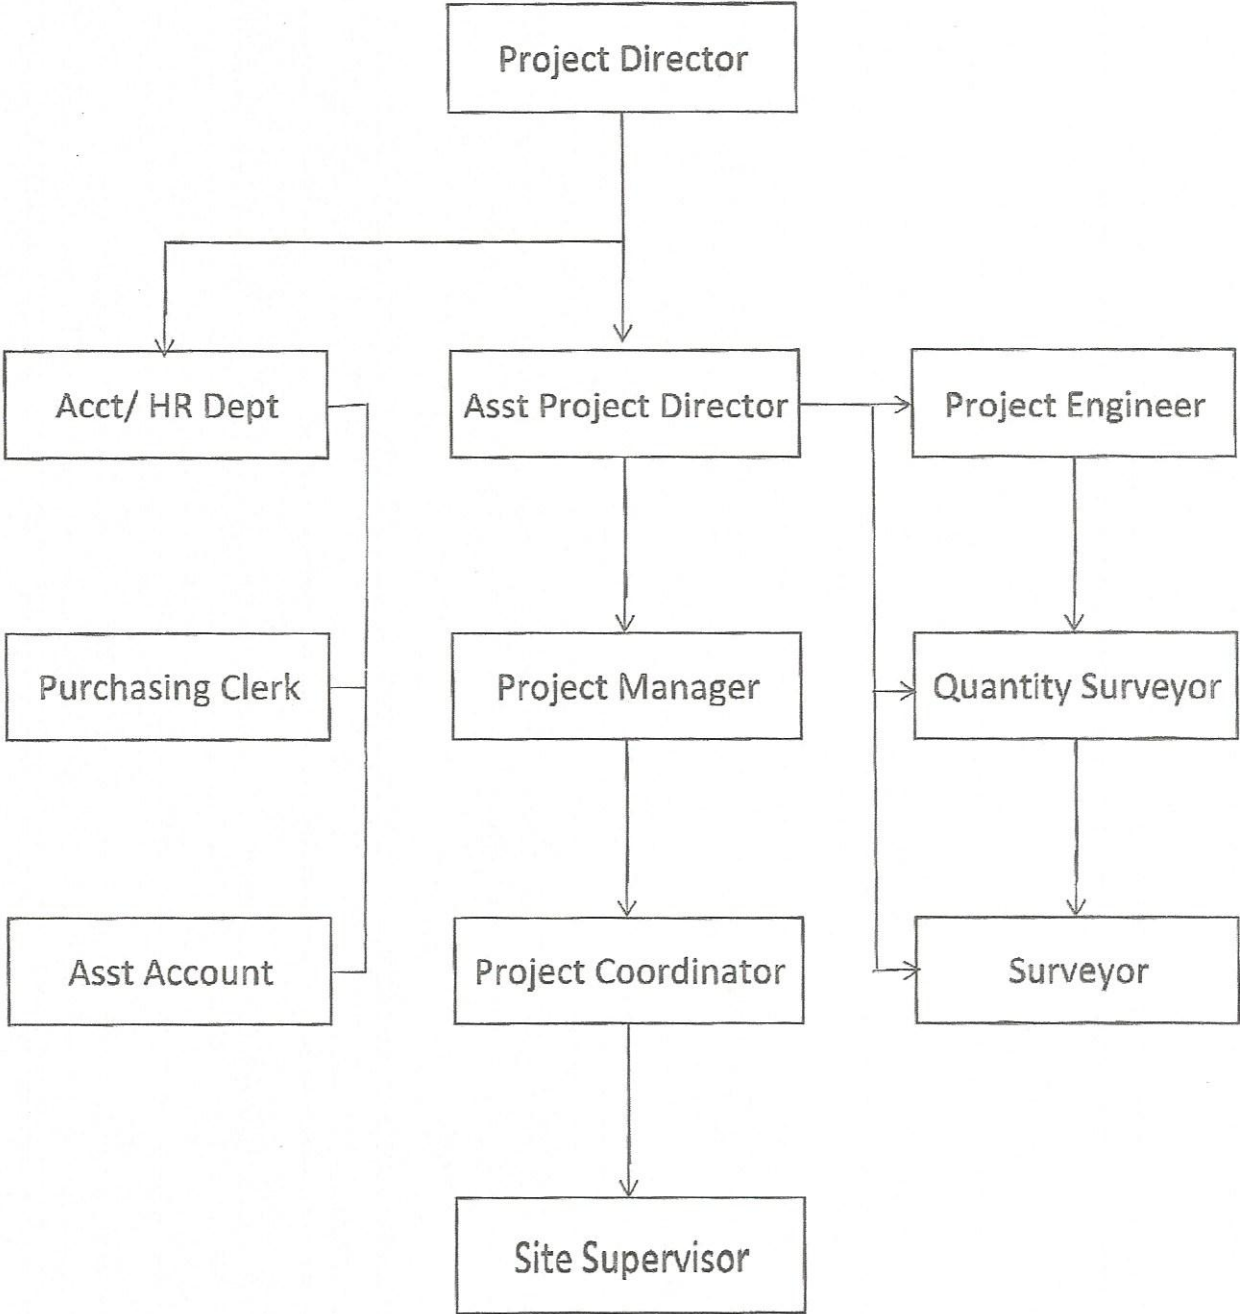 Project Director
Acct/ HR Dept
Asst Project Director
Project Engineer
Purchasing Clerk
Project Manager
Quantity Surveyor
Asst Account
Project Coordinator
Surveyor
Site Supervisor